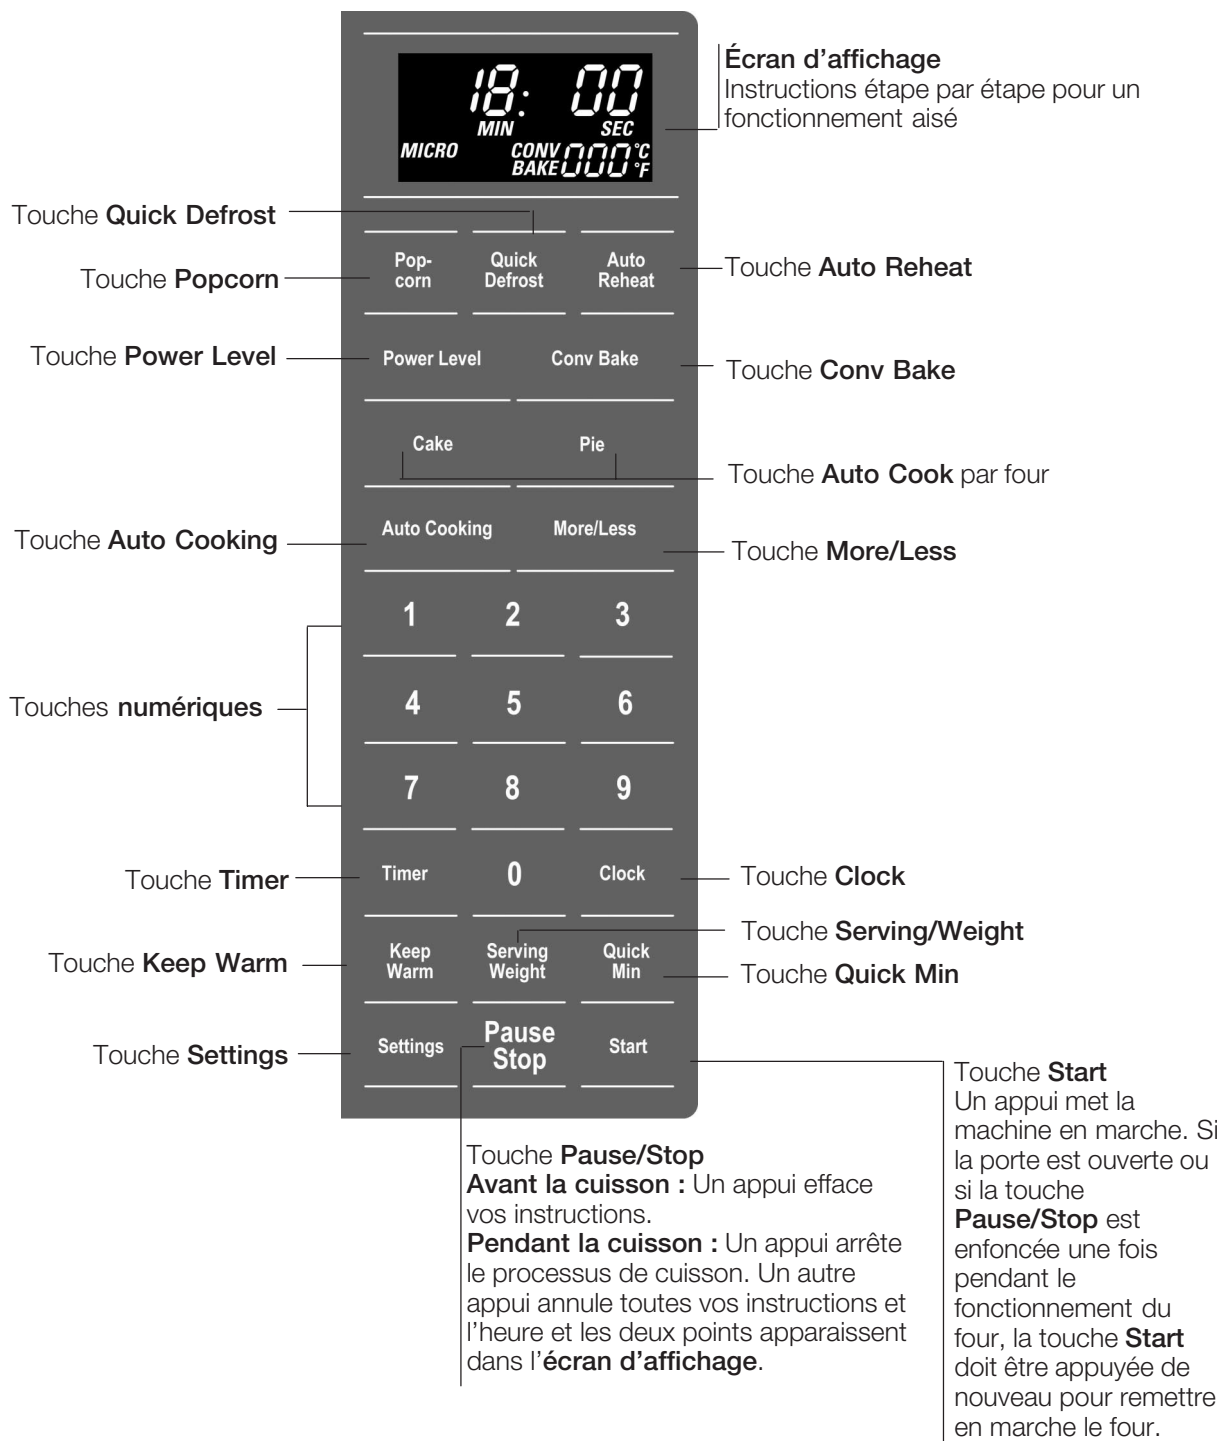 Écran d’affichage
Instructions étape par étape pour un
fonctionnement aisé
18: 00
MIN SEC
MICRO CONV BAKE 000 °C °F
Touche Quick Defrost
Touche Popcorn
Pop-
corn
Quick
Defrost
Auto
Reheat
Touche Auto Reheat
Touche Power Level
Power Level
Conv Bake
Touche Conv Bake
Cake
Pie
Touche Auto Cook par four
Touche Auto Cooking
Auto Cooking
More/Less
Touche More/Less
1 2 3
Touches numériques
4 5 6
7 8 9
Touche Timer
Timer
0
Clock
Touche Clock
Touche Serving/Weight
Touche Keep Warm
Keep
Warm
Serving
Weight
Quick
Min
Touche Quick Min
Touche Settings
Settings
Pause
Stop
Start
Touche Pause/Stop
Avant la cuisson : Un appui efface
vos instructions.
Pendant la cuisson : Un appui arrête
le processus de cuisson. Un autre
appui annule toutes vos instructions et
l’heure et les deux points apparaissent
dans l’écran d’affichage.
Touche Start
Un appui met la
machine en marche. Si
la porte est ouverte ou
si la touche
Pause/Stop est
enfoncée une fois
pendant le
fonctionnement du
four, la touche Start
doit être appuyée de
nouveau pour remettre
en marche le four.